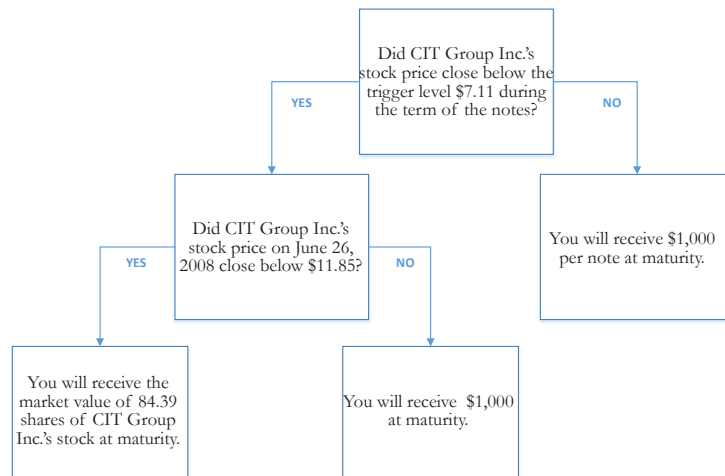 Did CIT Group Inc.'s
stock price close below the
trigger level $7.11 during
the term of the notes?
YES
NO
Did CIT Group Inc.'s
stock price on June 26,
2008 close below $11.85?
You will receive $1,000
per note at maturity.
YES
NO
You will receive the
market value of 84.39
shares of CIT Group
Inc.'s stock at maturity.
You will receive $1,000
at maturity.